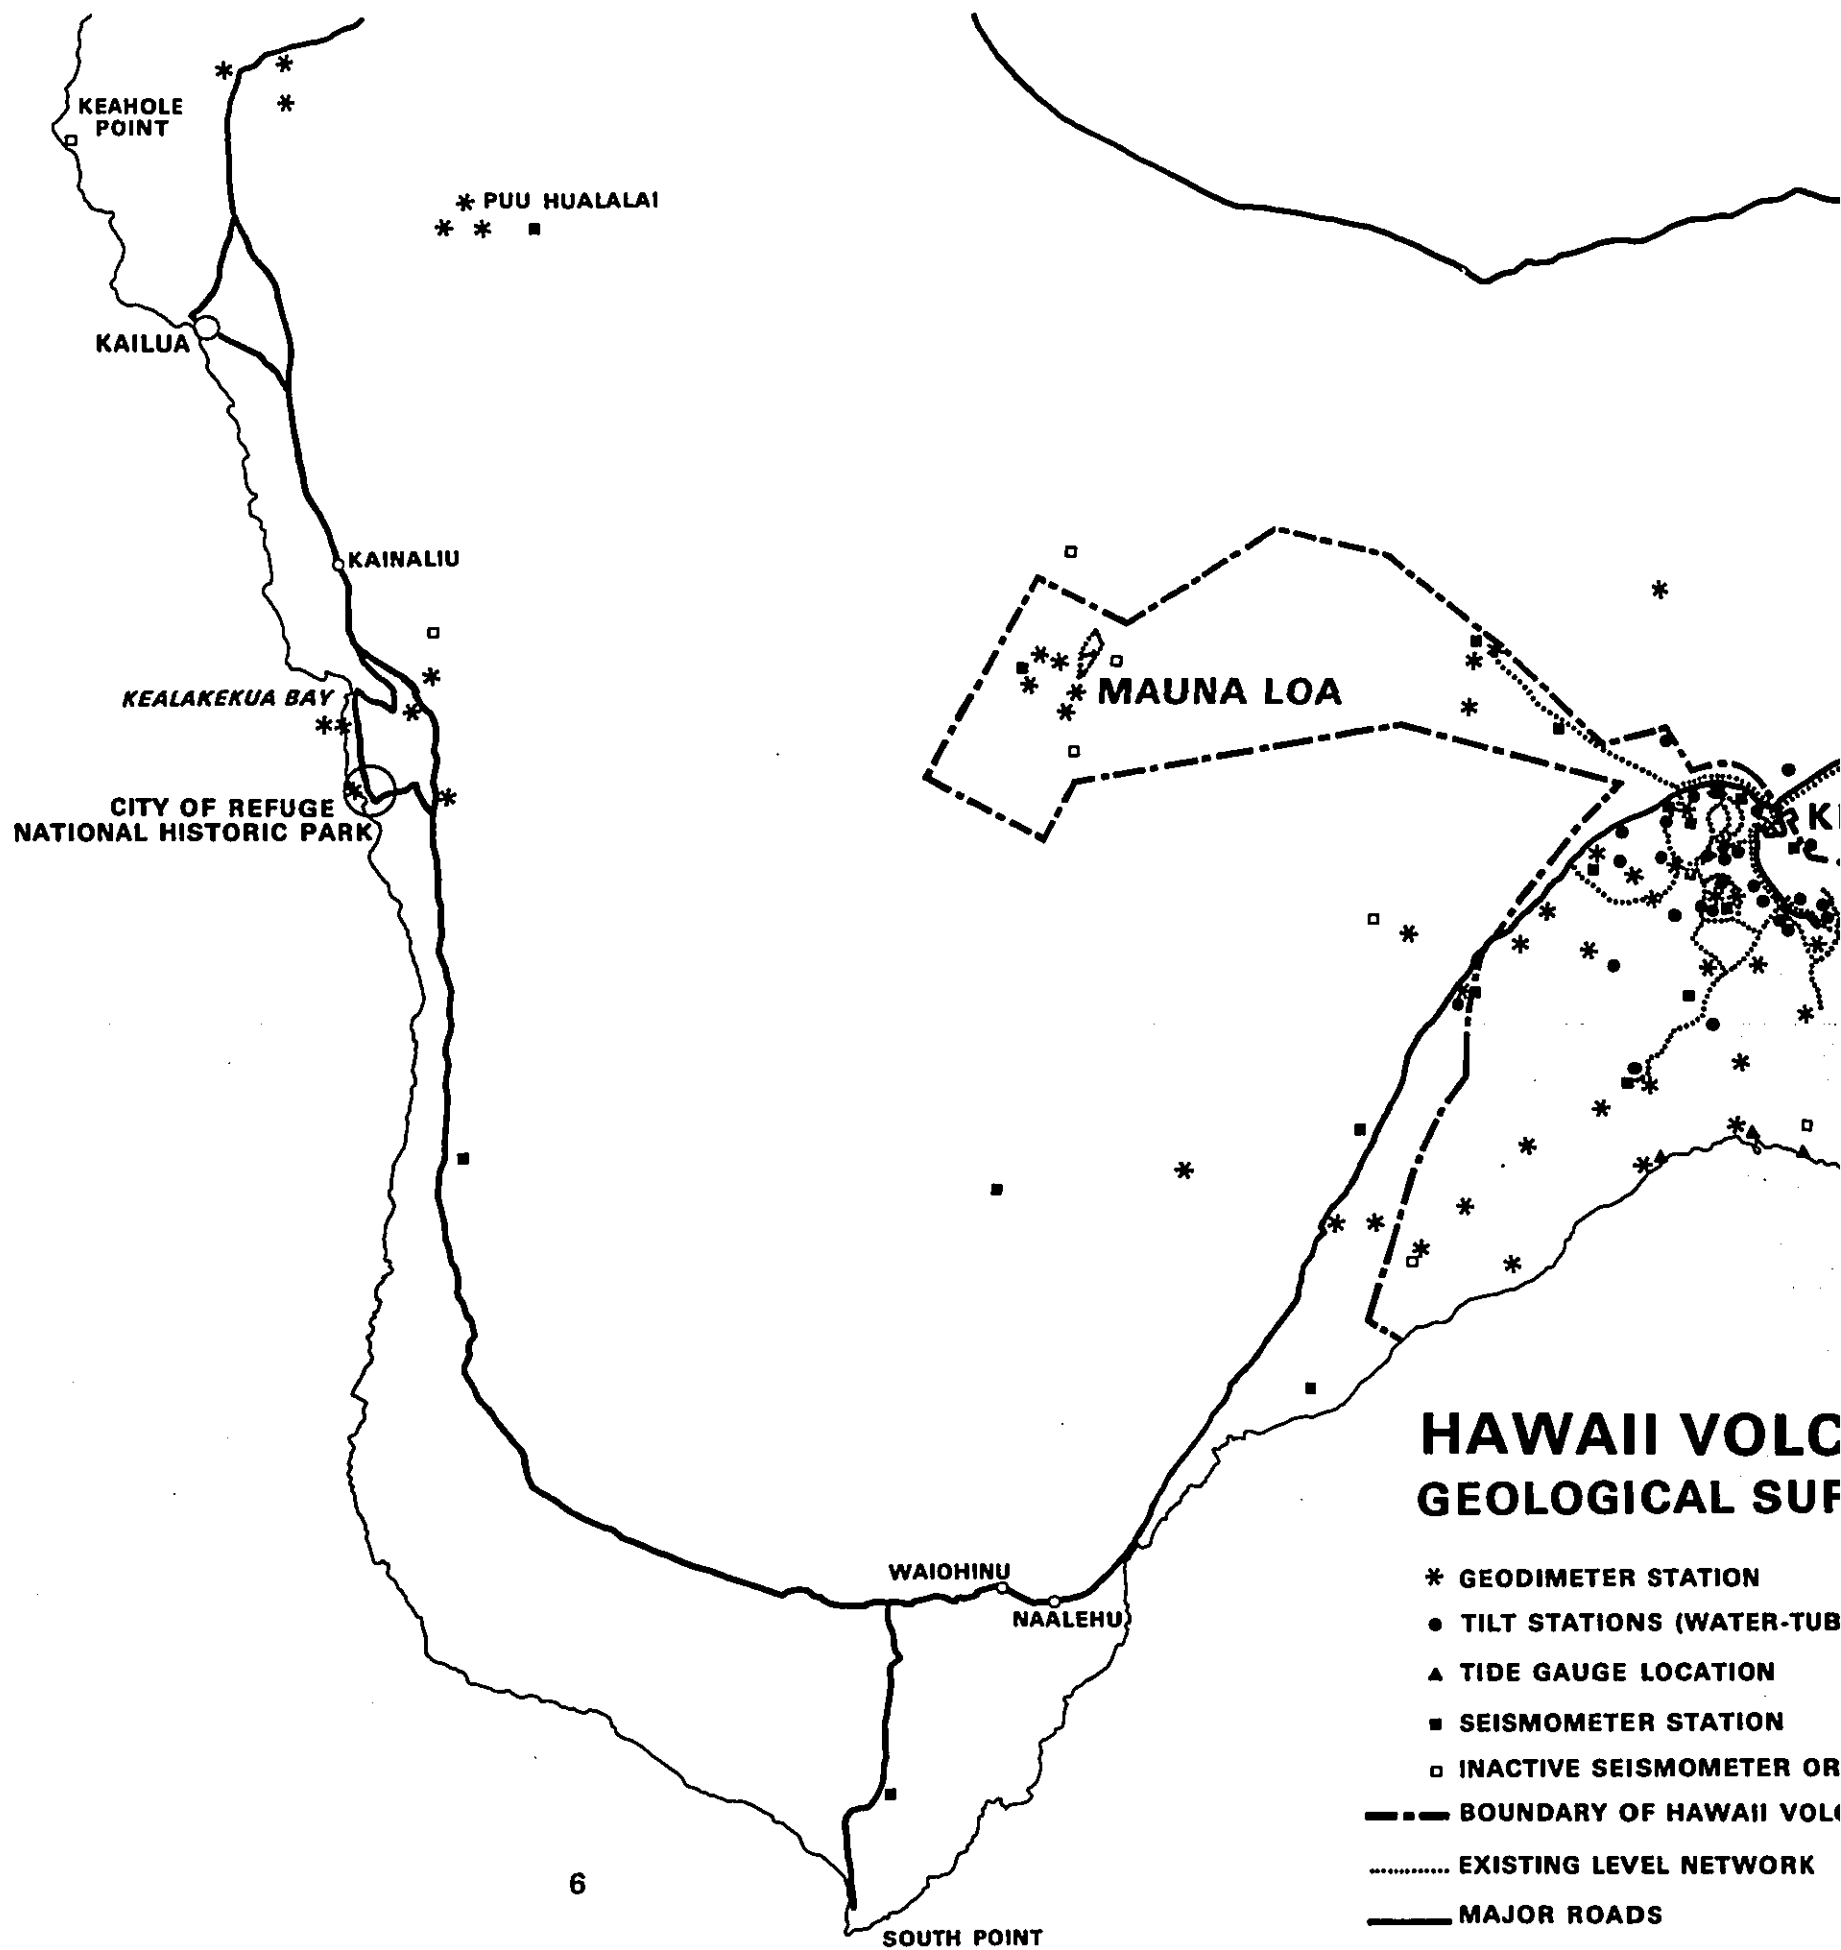 KEAHOLE
POINT
* PUU HUALALAI
KAILUA
KAINALIU
KEALAKEKUA BAY
MAUNA LOA
CITY OF REFUGE
NATIONAL HISTORIC PARK
KI
HAWAII VOLC
GEOLOGICAL SUR
WAIOHINU
NAALEHU
* GEODIMETER STATION
● TILT STATIONS (WATER-TUB
▲ TIDE GAUGE LOCATION
■ SEISMOMETER STATION
□ INACTIVE SEISMOMETER OR
BOUNDARY OF HAWAII VOLC
EXISTING LEVEL NETWORK
MAJOR ROADS
6
SOUTH POINT